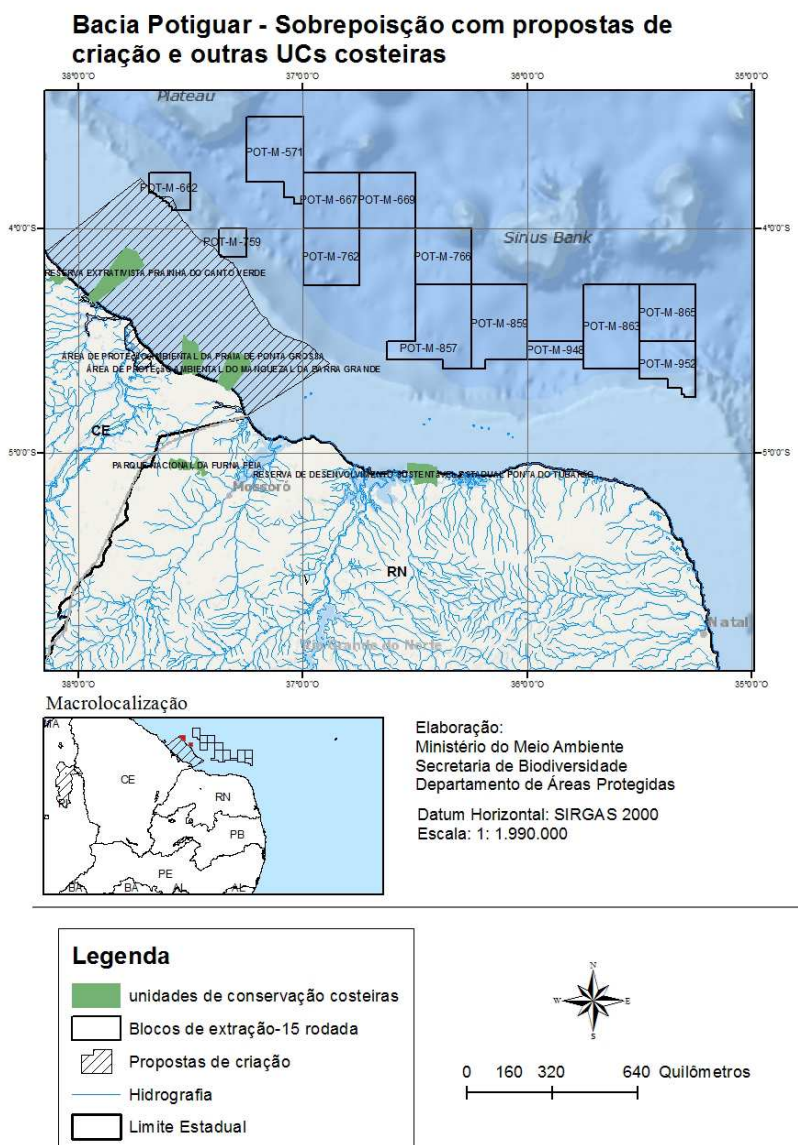 Bacia Potiguar - Sobrepoisção com propostas de
criação e outras UCs costeiras
38°0'0"O
37°0'0"O
36°0'0"O
35°0'0"O
Plateau
POT-M-571
POT-M-662
POT-M-667
POT-M-669
4°0'0"S
4°0'0"S
POT-M-759
Sirius Bank
POT-M-762
POT-M-766
RESERVA EXTRATIVISTA PRAINHA DO CANTO VERDE
POT-M-859
POT-M-863
POT-M-865
POT-M-857
POT-M-948
POT-M-952
ÁREA DE PROTEÇÃO AMBIENTAL DA PRAIA DE PONTA GROSSA
ÁREA DE PROTEÇÃO AMBIENTAL DO MANGUEZAL DA BARRA GRANDE
CE
5°0'0"S
5°0'0"S
PARQUE NACIONAL DA FURNA FEIA
RESERVA DE DESENVOLVIMENTO SUSTENTÁVEL ESTADUAL PONTA DO TUBARÃO
Mossoró
RN
Natal
Rio Grande do Norte
38°0'0"O
37°0'0"O
36°0'0"O
35°0'0"O
Macrolocalização
MA
CE
RN
PI
PB
PE
BA
BA
AL
AL
Elaboração:
Ministério do Meio Ambiente
Secretaria de Biodiversidade
Departamento de Áreas Protegidas
Datum Horizontal: SIRGAS 2000
Escala: 1: 1.990.000
Legenda
unidades de conservação costeiras
Blocos de extração-15 rodada
Propostas de criação
Hidrografia
Limite Estadual
N
W
E
S
0 160 320 640 Quilômetros